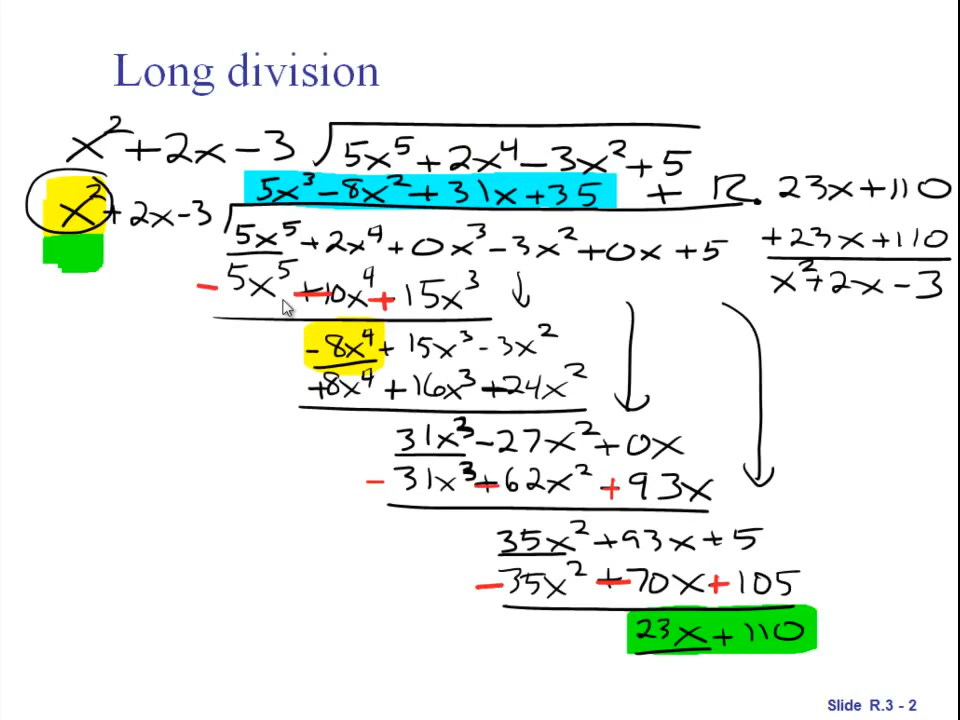 Long division
x² + 2x - 3 √ 5x⁵ + 2x⁴ - 3x² + 5
5x³ - 8x² + 31x + 35 + R. 23x + 110
x² + 2x - 3 √ 5x⁵ + 2x⁴ + 0x³ - 3x² + 0x + 5
+ 23x + 110
x² + 2x - 3
- 5x⁵ - 10x⁴ + 15x³
- 8x⁴ + 15x³ - 3x²
+ 8x⁴ + 16x³ - 24x²
31x³ - 27x² + 0x
- 31x³ - 62x² + 93x
35x² + 93x + 5
- 35x² - 70x + 105
23x + 110
Slide R.3 - 2